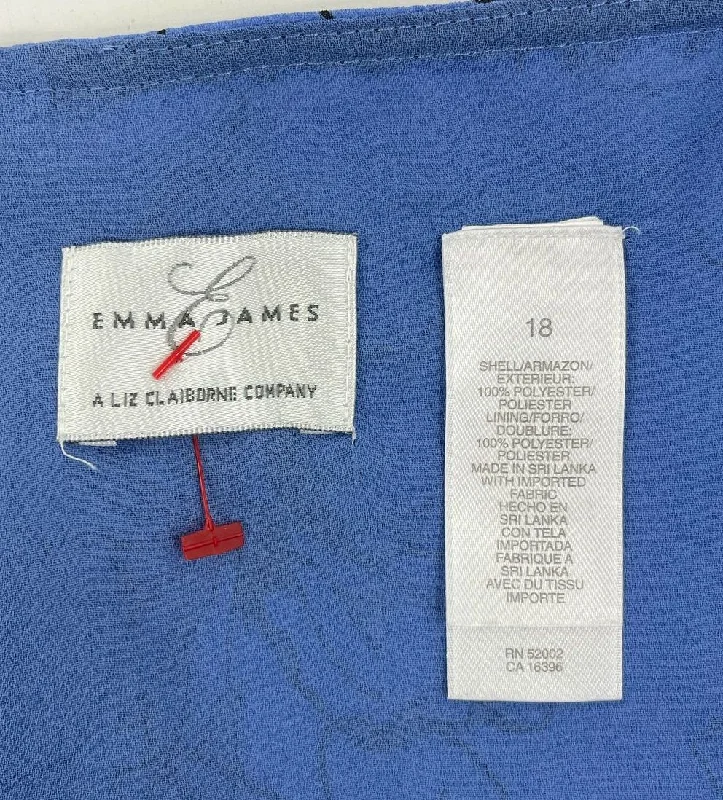 E
EMMA JAMES
A LIZ CLAIBORNE COMPANY
18
SHELL/ARMAZON/
EXTERIEUR:
100% POLYESTER/
POLIESTER
LINING/FORRO/
DOUBLURE:
100% POLYESTER/
POLIESTER
MADE IN SRI LANKA
WITH IMPORTED
FABRIC
HECHO EN
SRI LANKA
CON TELA
IMPORTADA
FABRIQUE A
SRI LANKA
AVEC DU TISSU
IMPORTE
RN 52002
CA 16396